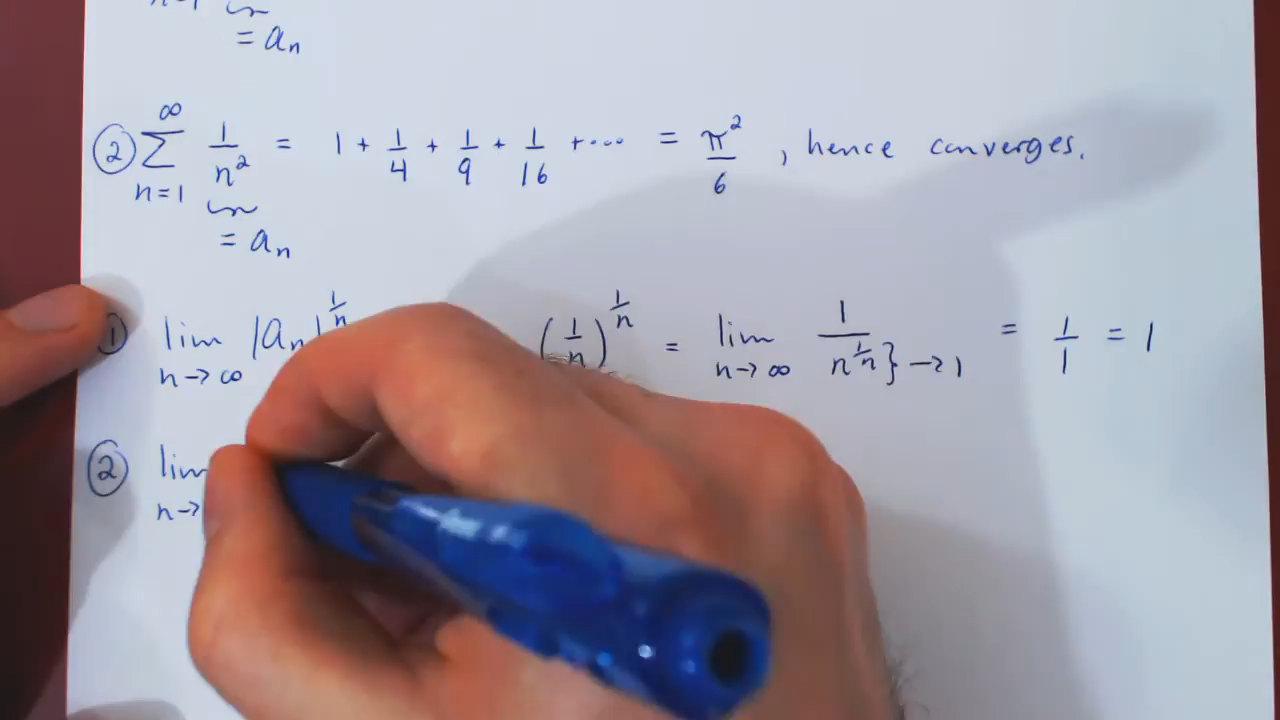 = aₙ
② ∑_{n=1}^{∞} 1/n² = 1 + 1/4 + 1/9 + 1/16 + ... = π²/6 , hence converges.
= aₙ
① lim_{n→∞} |aₙ|^{1/n} (1/n)^{1/n} = lim_{n→∞} 1/n^{1/n} } → 1 = 1/1 = 1
② lim n→